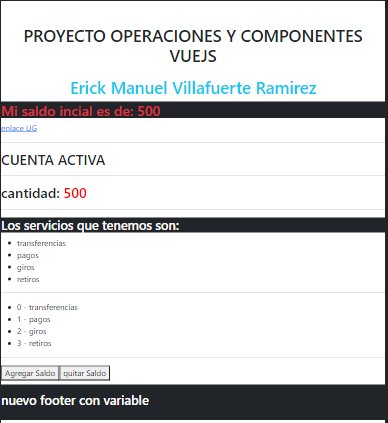 PROYECTO OPERACIONES Y COMPONENTES
VUEJS
Erick Manuel Villafuerte Ramirez
Mi saldo incial es de: 500
enlace UG
CUENTA ACTIVA
cantidad: 500
Los servicios que tenemos son:
transferencias
pagos
giros
retiros
0 - transferencias
1 - pagos
2 - giros
3 - retiros
Agregar Saldo quitar Saldo
nuevo footer con variable